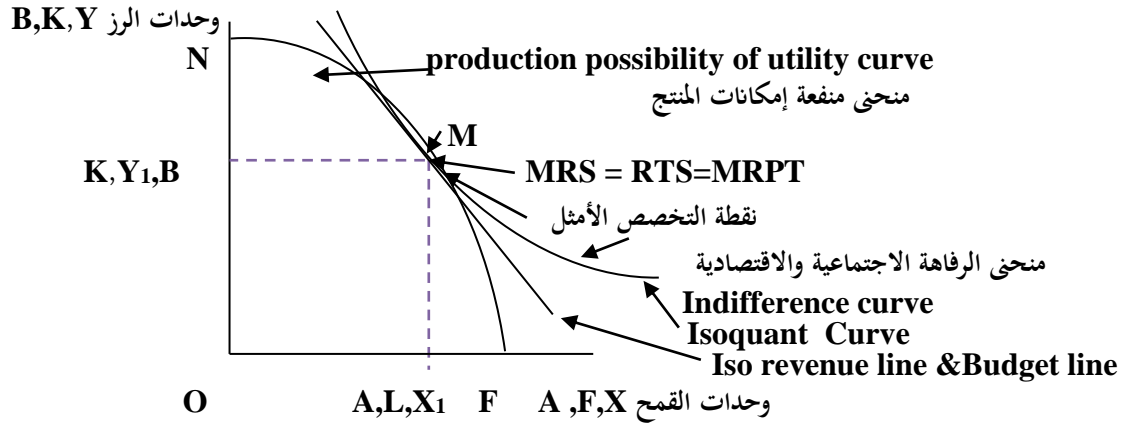 B,K,Y وحدات الرز
N
production possibility of utility curve
منحنى منفعة إمكانات المنتج
M
K,Y1,B
MRS = RTS=MRPT
نقطة التخصص الأمثل
منحنى الرفاهة الاجتماعية والاقتصادية
Indifference curve
Isoquant Curve
Iso revenue line &Budget line
O
A,L,X1
F
A ,F,X وحدات القمح